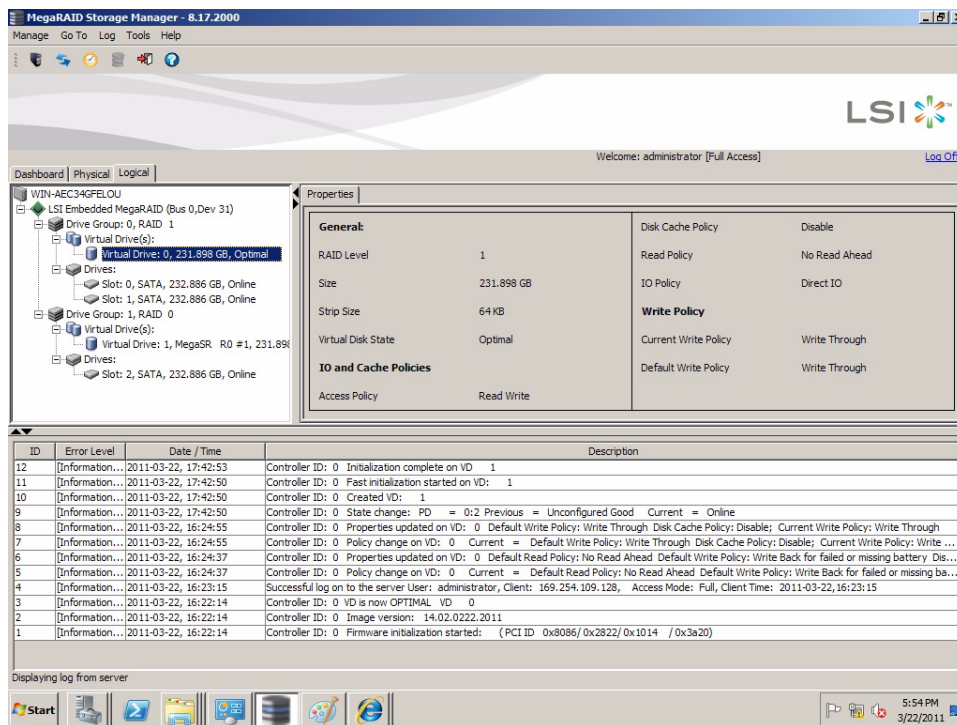 MegaRAID Storage Manager - 8.17.2000
Manage Go To Log Tools Help
LSI
Welcome: administrator [Full Access]
Log Off
Dashboard Physical Logical
WIN-AEC34GFELOU
LSI Embedded MegaRAID (Bus 0,Dev 31)
Drive Group: 0, RAID 1
Virtual Drive(s):
Virtual Drive: 0, 231.898 GB, Optimal
Drives:
Slot: 0, SATA, 232.886 GB, Online
Slot: 1, SATA, 232.886 GB, Online
Drive Group: 1, RAID 0
Virtual Drive(s):
Virtual Drive: 1, MegaSR R0 #1, 231.898
Drives:
Slot: 2, SATA, 232.886 GB, Online
Properties
General:
RAID Level 1
Size 231.898 GB
Strip Size 64 KB
Virtual Disk State Optimal
IO and Cache Policies
Access Policy Read Write
Disk Cache Policy Disable
Read Policy No Read Ahead
IO Policy Direct IO
Write Policy
Current Write Policy Write Through
Default Write Policy Write Through
ID Error Level Date / Time Description
12 [Information... 2011-03-22, 17:42:53 Controller ID: 0 Initialization complete on VD 1
11 [Information... 2011-03-22, 17:42:50 Controller ID: 0 Fast initialization started on VD: 1
10 [Information... 2011-03-22, 17:42:50 Controller ID: 0 Created VD: 1
9 [Information... 2011-03-22, 17:42:50 Controller ID: 0 State change: PD = 0:2 Previous = Unconfigured Good Current = Online
8 [Information... 2011-03-22, 16:24:55 Controller ID: 0 Properties updated on VD: 0 Default Write Policy: Write Through Disk Cache Policy: Disable; Current Write Policy: Write Through
7 [Information... 2011-03-22, 16:24:55 Controller ID: 0 Policy change on VD: 0 Current = Default Write Policy: Write Through Disk Cache Policy: Disable; Current Write Policy: Write ...
6 [Information... 2011-03-22, 16:24:37 Controller ID: 0 Properties updated on VD: 0 Default Read Policy: No Read Ahead Default Write Policy: Write Back for failed or missing battery Dis...
5 [Information... 2011-03-22, 16:24:37 Controller ID: 0 Policy change on VD: 0 Current = Default Read Policy: No Read Ahead Default Write Policy: Write Back for failed or missing ba...
4 [Information... 2011-03-22, 16:23:15 Successful log on to the server User: administrator, Client: 169.254.109.128, Access Mode: Full, Client Time: 2011-03-22,16:23:15
3 [Information... 2011-03-22, 16:22:14 Controller ID: 0 VD is now OPTIMAL VD 0
2 [Information... 2011-03-22, 16:22:14 Controller ID: 0 Image version: 14.02.0222.2011
1 [Information... 2011-03-22, 16:22:14 Controller ID: 0 Firmware initialization started: (PCI ID 0x8086/ 0x2822/ 0x1014 / 0x3a20)
Displaying log from server
Start
5:54 PM
3/22/2011